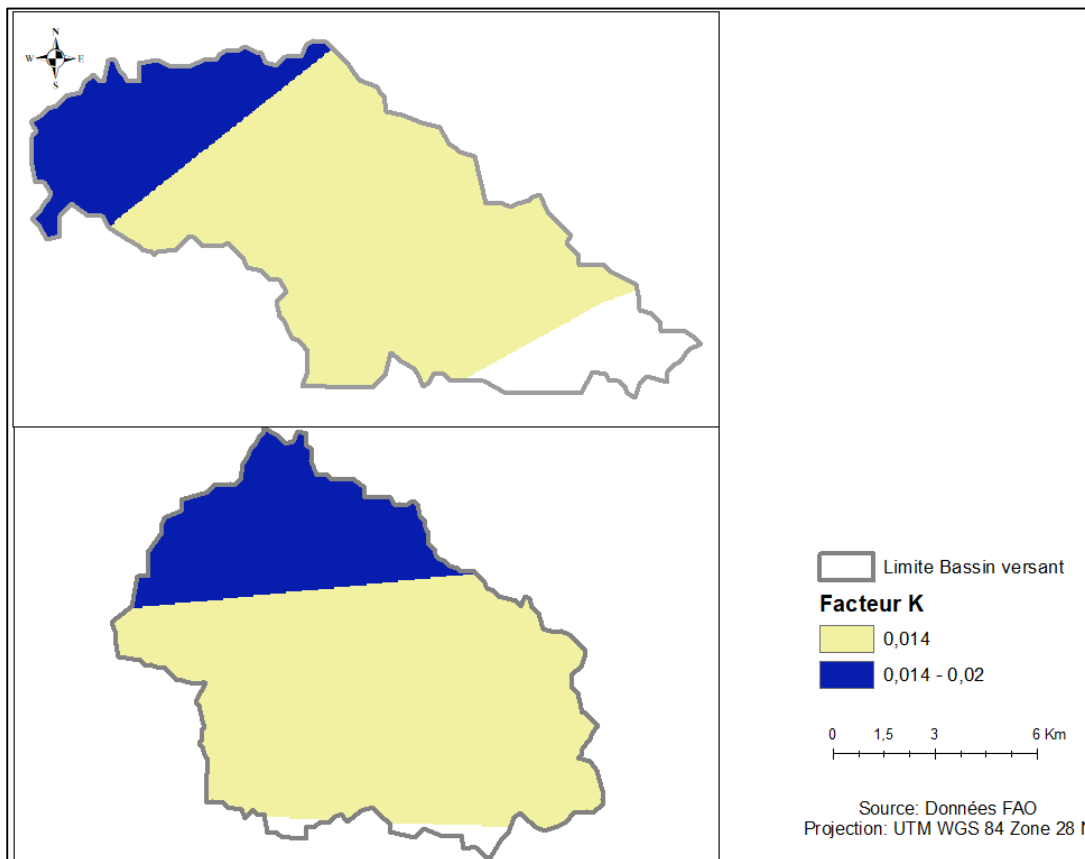 N
W E
S
Limite Bassin versant
Facteur K
0,014
0,014 - 0,02
0 1,5 3 6 Km
Source: Données FAO
Projection: UTM WGS 84 Zone 28 N